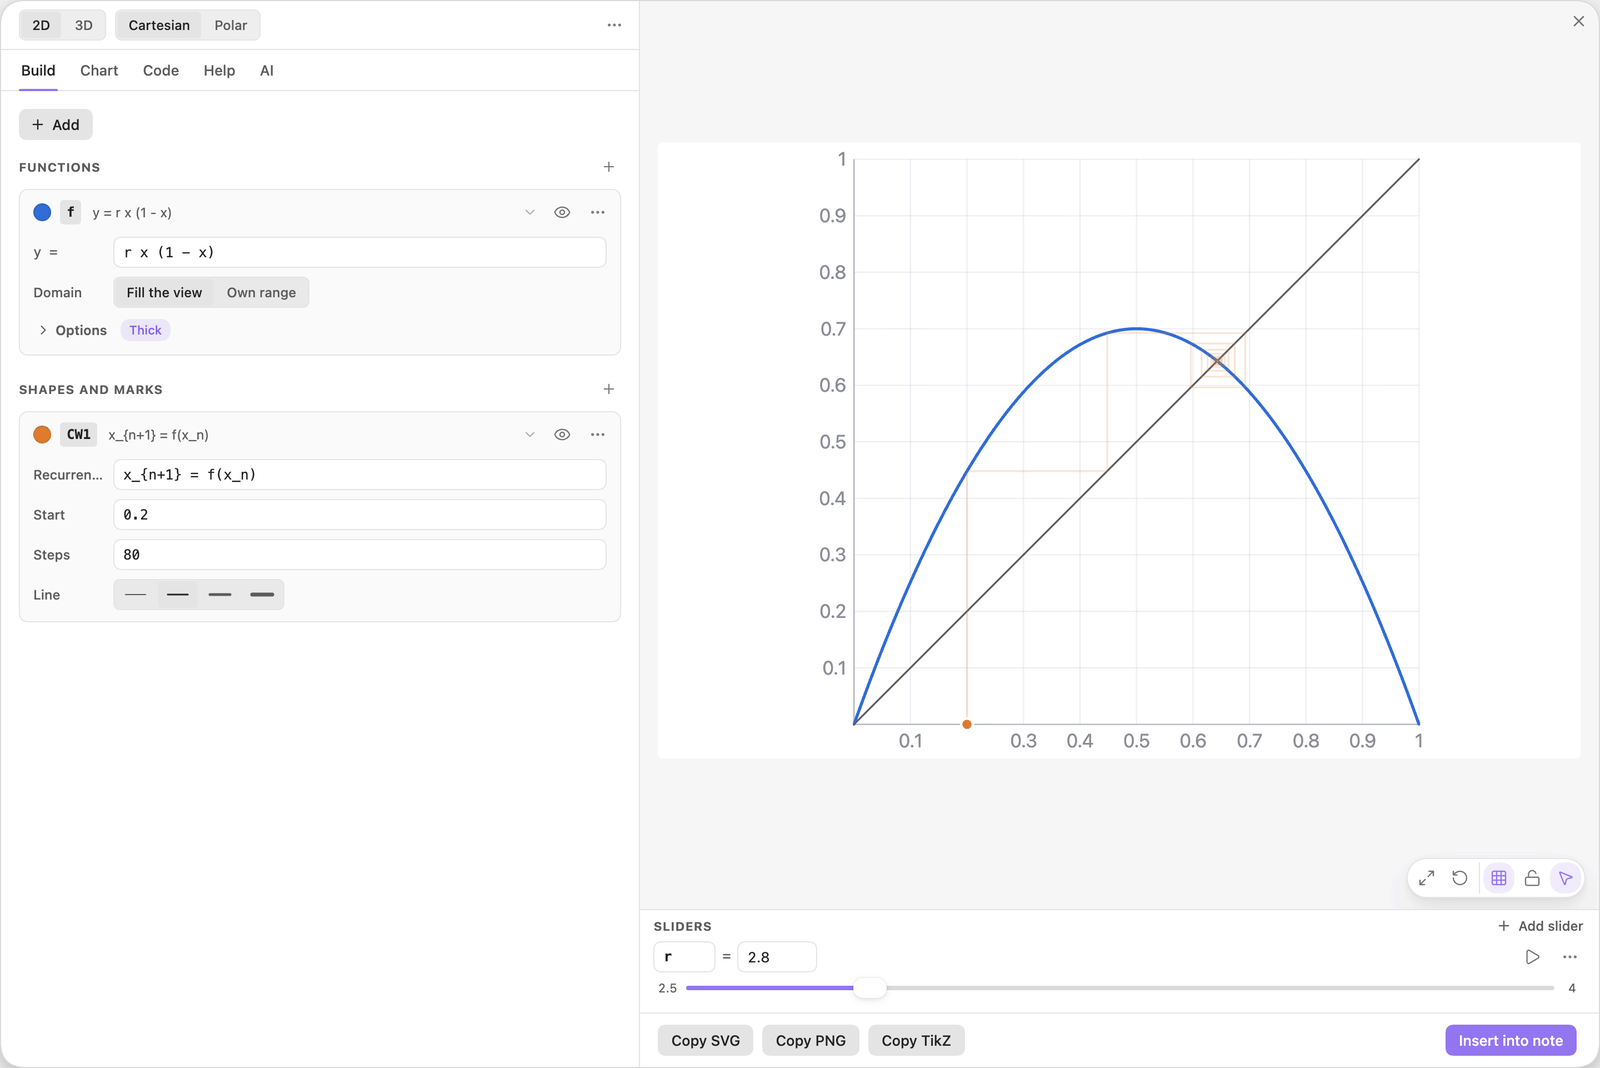 2D 3D Cartesian Polar
Build Chart Code Help AI
+ Add
FUNCTIONS
f y = r x (1 - x)
y = r x (1 − x)
Domain Fill the view Own range
Options Thick
SHAPES AND MARKS
CW1 x_{n+1} = f(x_n)
Recurren... x_{n+1} = f(x_n)
Start 0.2
Steps 80
Line
1
0.9
0.8
0.7
0.6
0.5
0.4
0.3
0.2
0.1
0.1 0.3 0.4 0.5 0.6 0.7 0.8 0.9 1
SLIDERS + Add slider
r = 2.8
2.5 4
Copy SVG Copy PNG Copy TikZ Insert into note